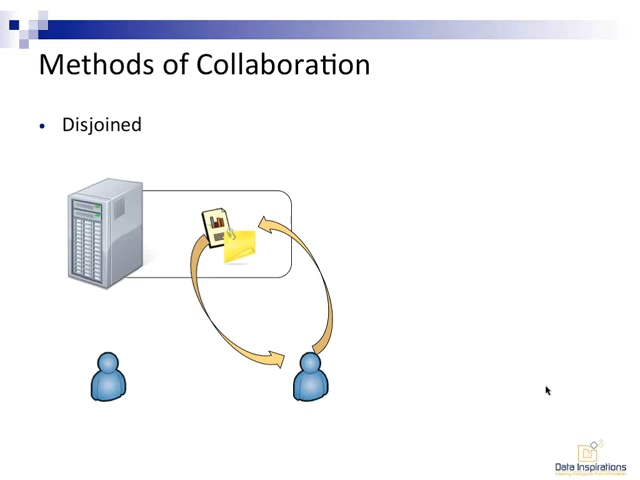 Methods of Collaboration
• Disjoined
Data Inspirations